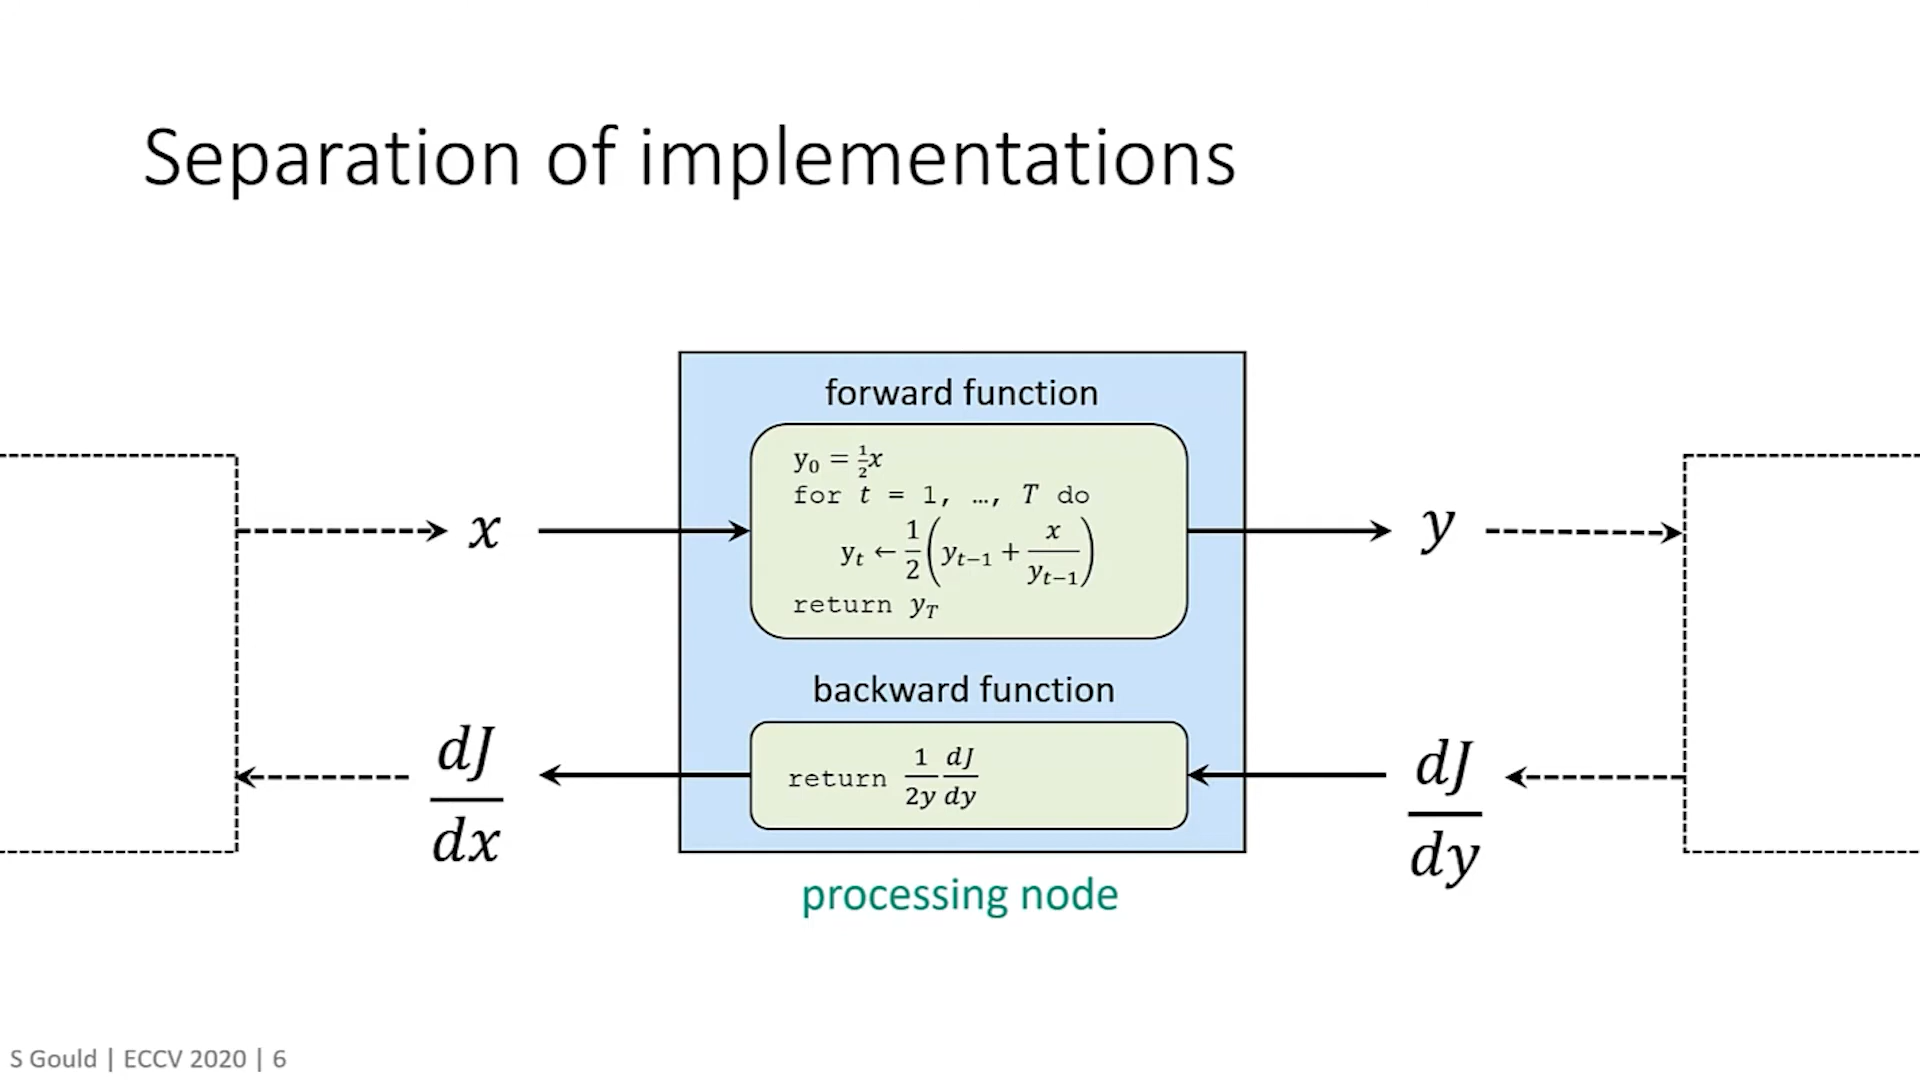 Separation of implementations
forward function
y₀ = ½x
for t = 1, …, T do
yₜ ← 1/2 (yₜ₋₁ + x/yₜ₋₁)
return y_T
x
y
backward function
return 1/2y dJ/dy
dJ/dx
dJ/dy
processing node
S Gould | ECCV 2020 | 6